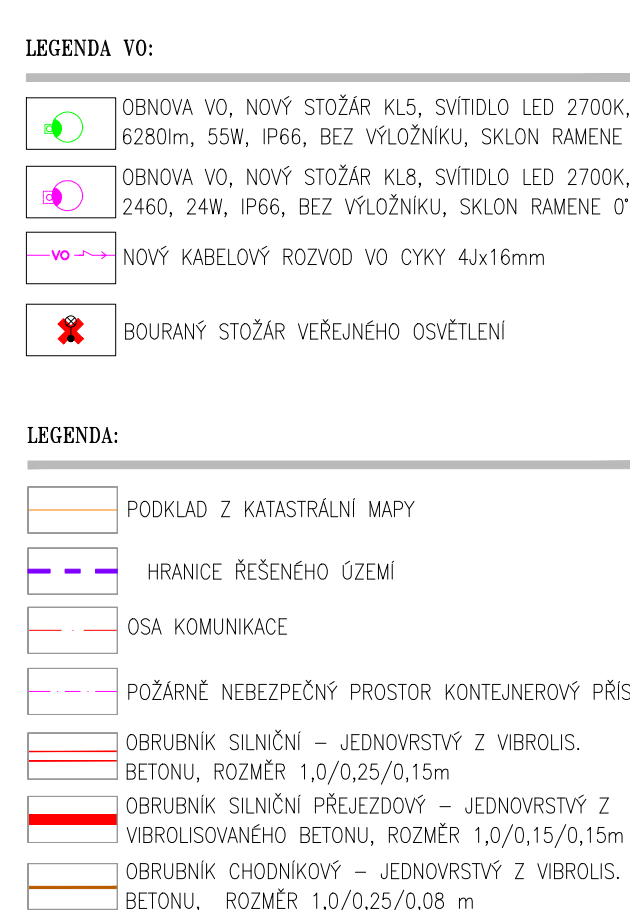 LEGENDA VO:
OBNOVA VO, NOVÝ STOŽÁR KL5, SVÍTIDLO LED 2700K,
6280lm, 55W, IP66, BEZ VÝLOŽNÍKU, SKLON RAMENE
OBNOVA VO, NOVÝ STOŽÁR KL8, SVÍTIDLO LED 2700K,
2460, 24W, IP66, BEZ VÝLOŽNÍKU, SKLON RAMENE 0°
VO NOVÝ KABELOVÝ ROZVOD VO CYKY 4Jx16mm
BOURANÝ STOŽÁR VEŘEJNÉHO OSVĚTLENÍ
LEGENDA:
PODKLAD Z KATASTRÁLNÍ MAPY
HRANICE ŘEŠENÉHO ÚZEMÍ
OSA KOMUNIKACE
POŽÁRNĚ NEBEZPEČNÝ PROSTOR KONTEJNEROVÝ PŘÍS
OBRUBNÍK SILNIČNÍ – JEDNOVRSTVÝ Z VIBROLIS.
BETONU, ROZMĚR 1,0/0,25/0,15m
OBRUBNÍK SILNIČNÍ PŘEJEZDOVÝ – JEDNOVRSTVÝ Z
VIBROLISOVANÉHO BETONU, ROZMĚR 1,0/0,15/0,15m
OBRUBNÍK CHODNÍKOVÝ – JEDNOVRSTVÝ Z VIBROLIS.
BETONU, ROZMĚR 1,0/0,25/0,08 m